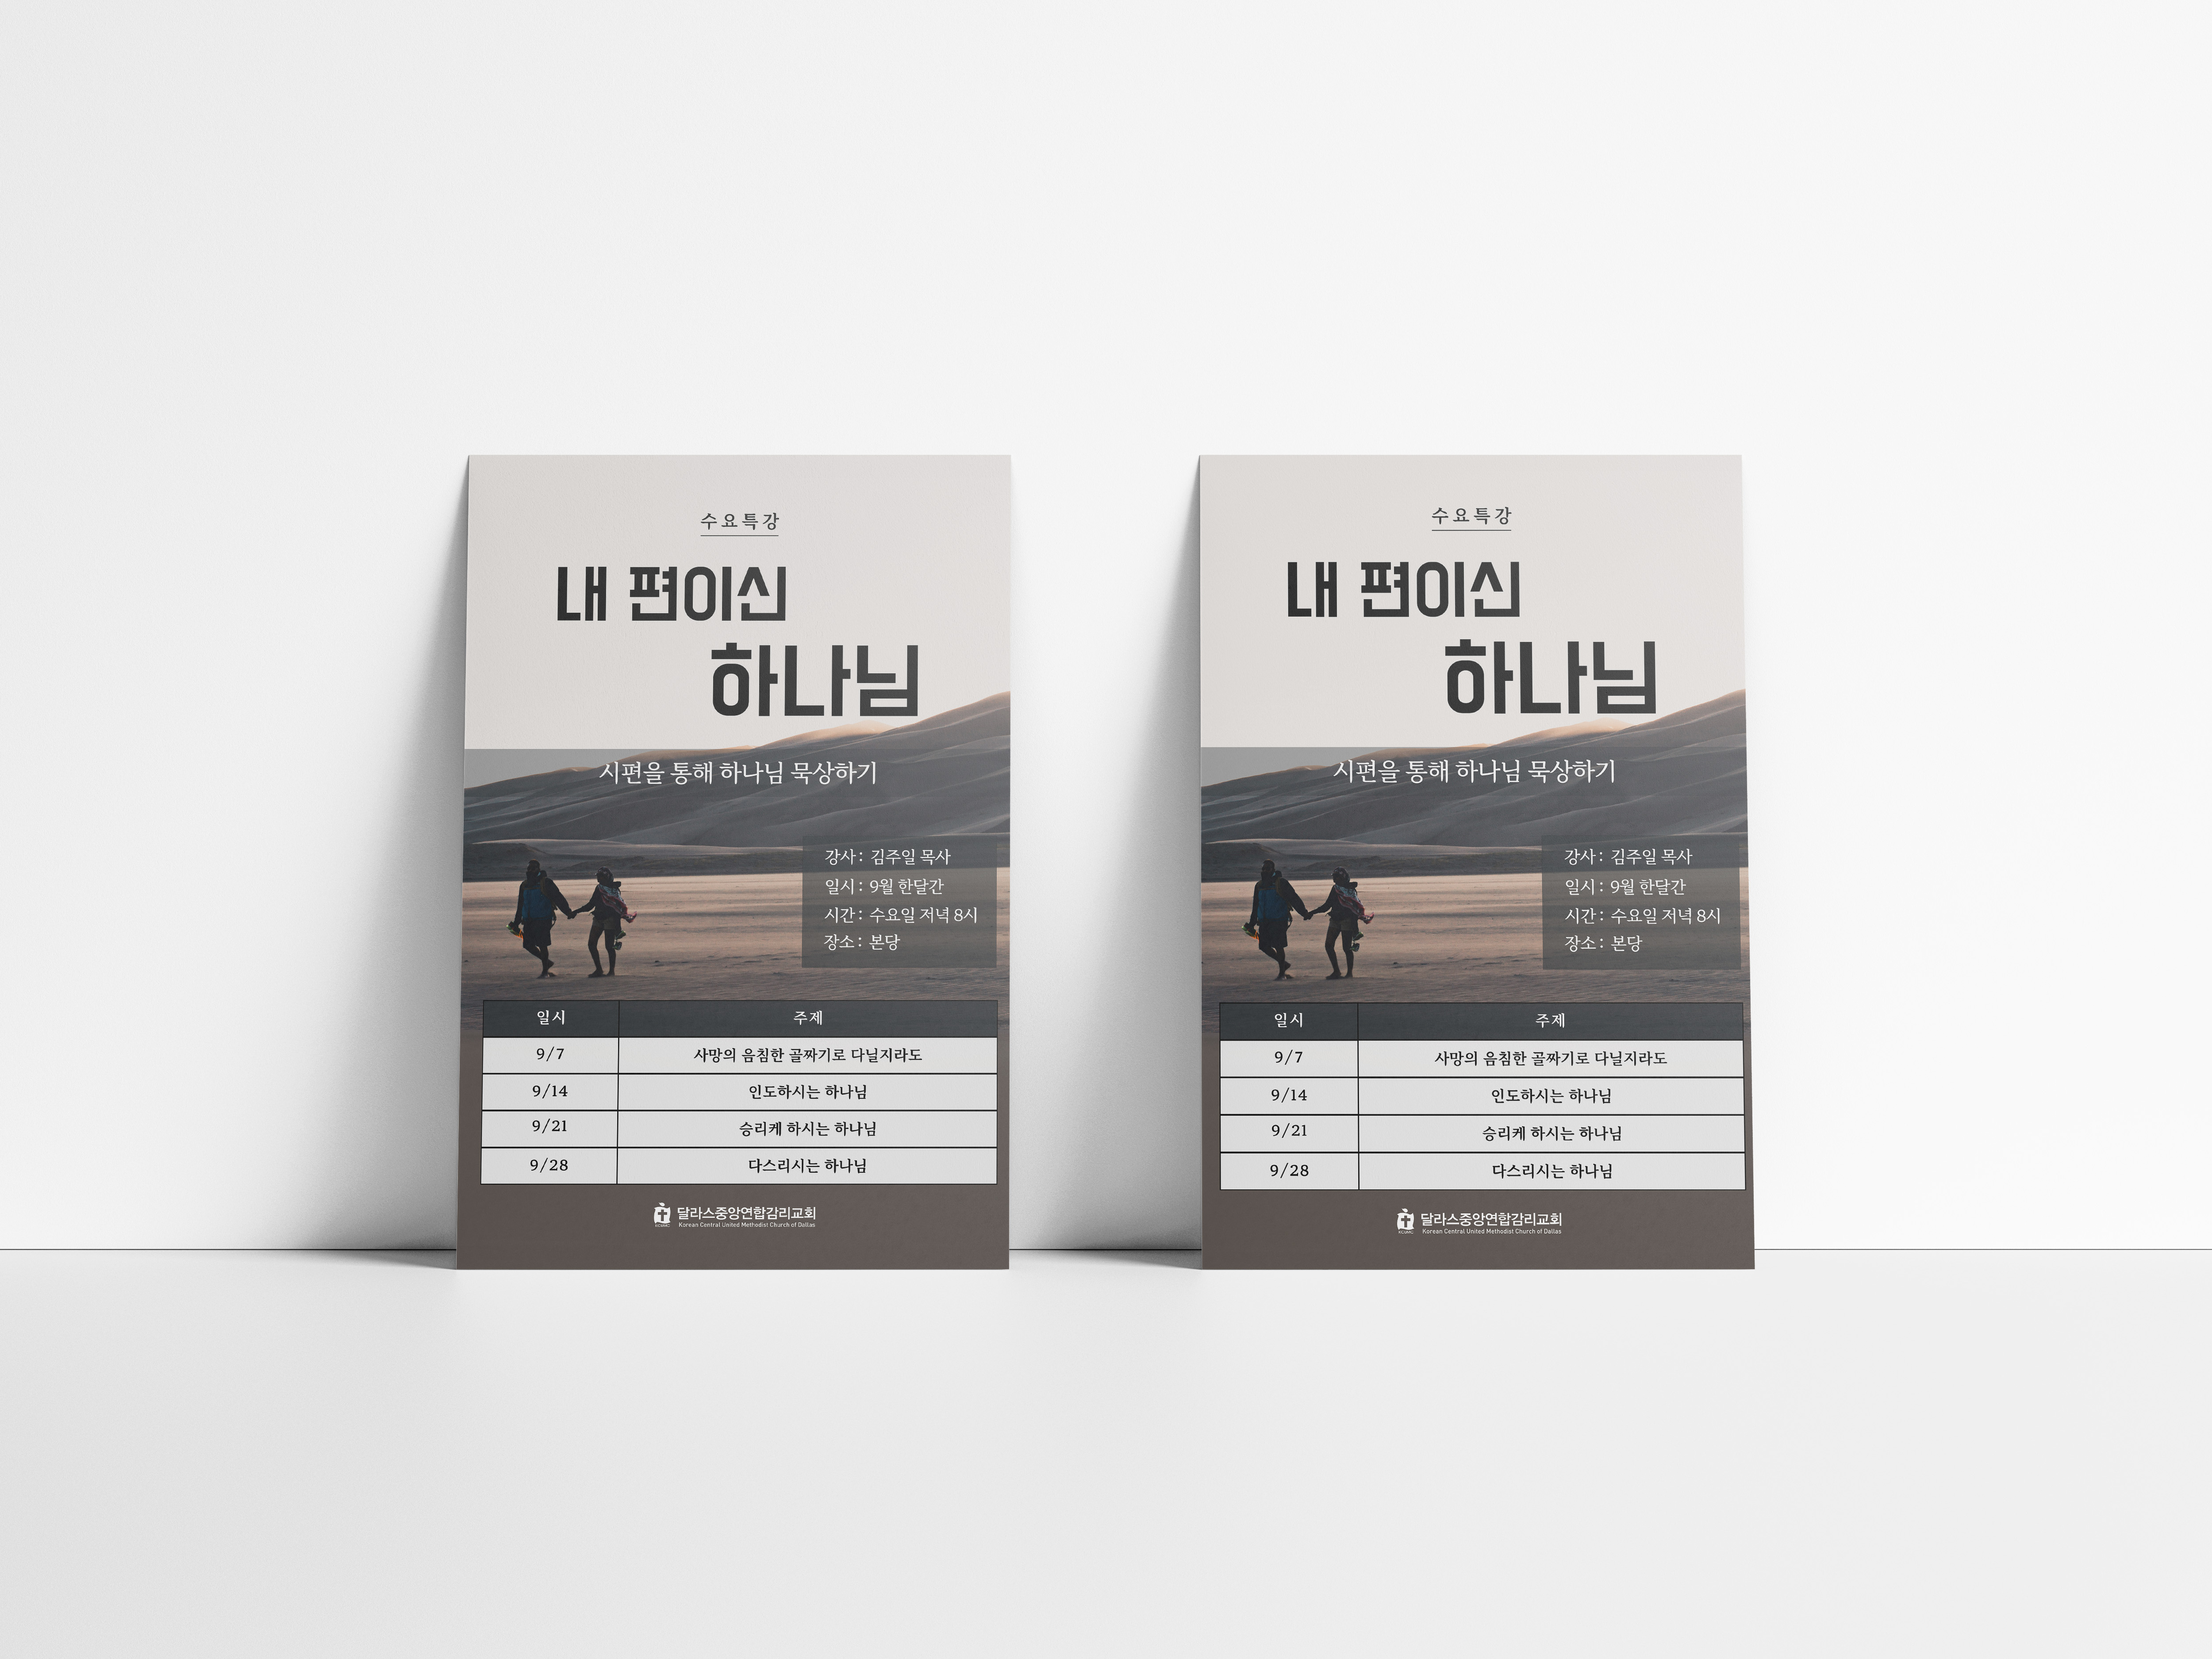 수요특강
내 편이신
하나님
시편을 통해 하나님 묵상하기
강사 : 김주일 목사
일시 : 9월 한달간
시간 : 수요일 저녁 8시
장소 : 본당
일시 주제
9/7 사망의 음침한 골짜기로 다닐지라도
9/14 인도하시는 하나님
9/21 승리케 하시는 하나님
9/28 다스리시는 하나님
달라스중앙연합감리교회
Korean Central United Methodist Church of Dallas
수요특강
내 편이신
하나님
시편을 통해 하나님 묵상하기
강사 : 김주일 목사
일시 : 9월 한달간
시간 : 수요일 저녁 8시
장소 : 본당
일시 주제
9/7 사망의 음침한 골짜기로 다닐지라도
9/14 인도하시는 하나님
9/21 승리케 하시는 하나님
9/28 다스리시는 하나님
달라스중앙연합감리교회
Korean Central United Methodist Church of Dallas